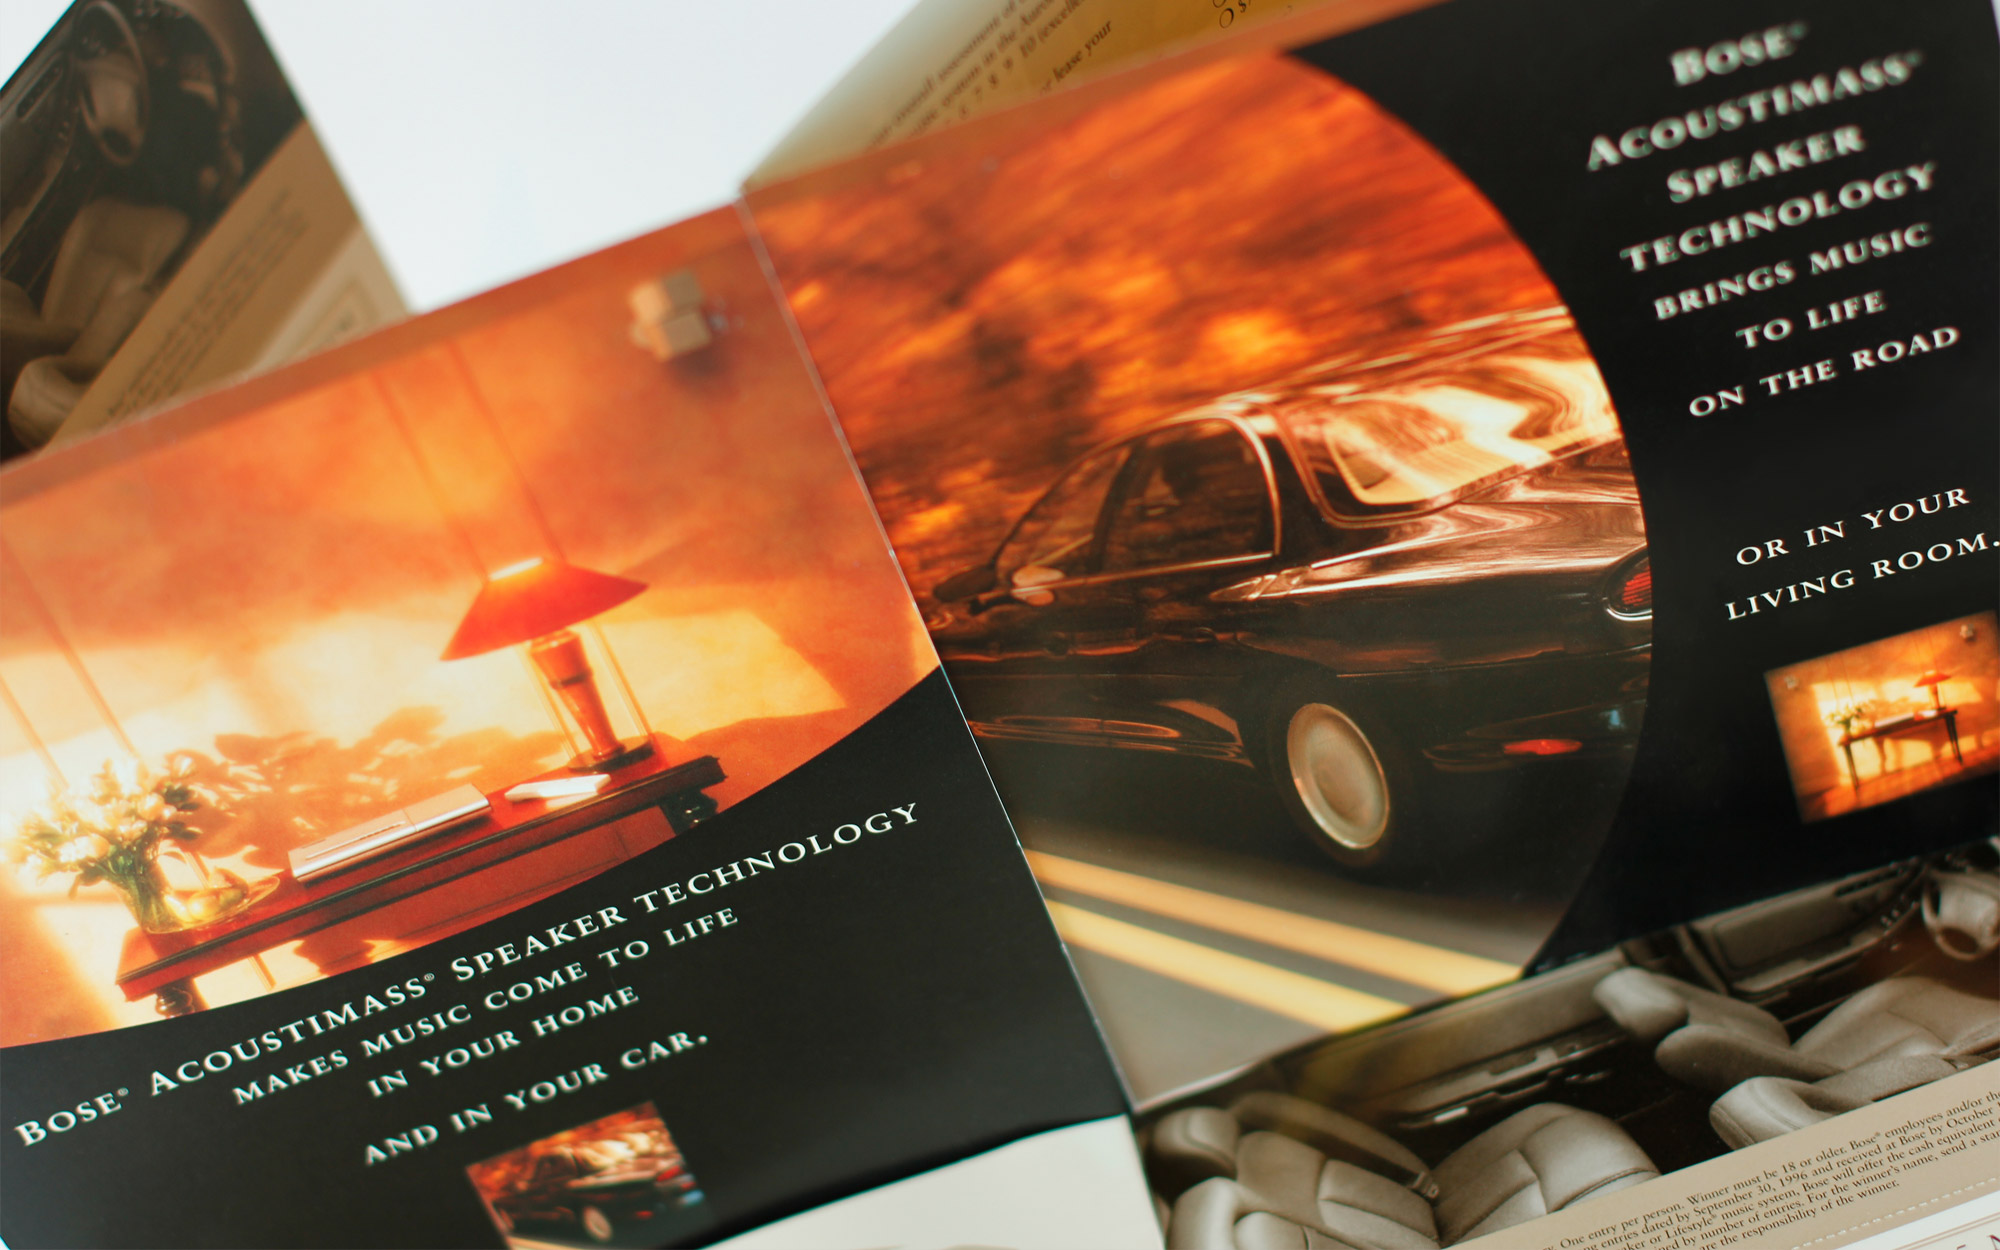 BOSE® ACOUSTIMASS® SPEAKER TECHNOLOGY
MAKES MUSIC COME TO LIFE
IN YOUR HOME
AND IN YOUR CAR.
BOSE®
ACOUSTIMASS®
SPEAKER
TECHNOLOGY
BRINGS MUSIC
TO LIFE
ON THE ROAD
OR IN YOUR
LIVING ROOM.
One entry per person. Winner must be 18 or older. Bose® employees and/or the
entries dated by September 30, 1996 and received at Bose by October
or Lifestyle® music system, Bose will offer the cash equivalent
by number of entries. For the winner's name, send a
are the responsibility of the winner.
or lease your